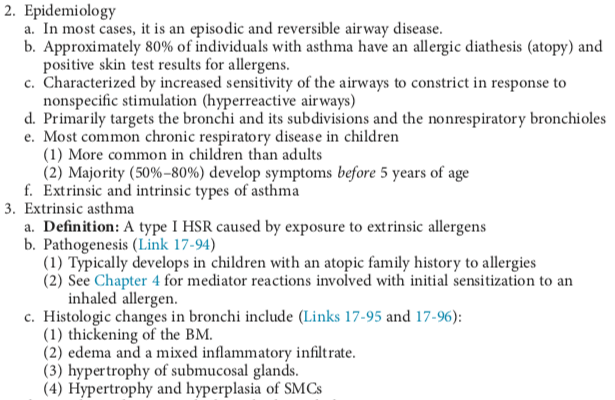 2. Epidemiology
a. In most cases, it is an episodic and reversible airway disease.
b. Approximately 80% of individuals with asthma have an allergic diathesis (atopy) and
positive skin test results for allergens.
c. Characterized by increased sensitivity of the airways to constrict in response to
nonspecific stimulation (hyperreactive airways)
d. Primarily targets the bronchi and its subdivisions and the nonrespiratory bronchioles
e. Most common chronic respiratory disease in children
(1) More common in children than adults
(2) Majority (50%–80%) develop symptoms before 5 years of age
f. Extrinsic and intrinsic types of asthma
3. Extrinsic asthma
a. Definition: A type I HSR caused by exposure to extrinsic allergens
b. Pathogenesis (Link 17-94)
(1) Typically develops in children with an atopic family history to allergies
(2) See Chapter 4 for mediator reactions involved with initial sensitization to an
inhaled allergen.
c. Histologic changes in bronchi include (Links 17-95 and 17-96):
(1) thickening of the BM.
(2) edema and a mixed inflammatory infiltrate.
(3) hypertrophy of submucosal glands.
(4) Hypertrophy and hyperplasia of SMCs